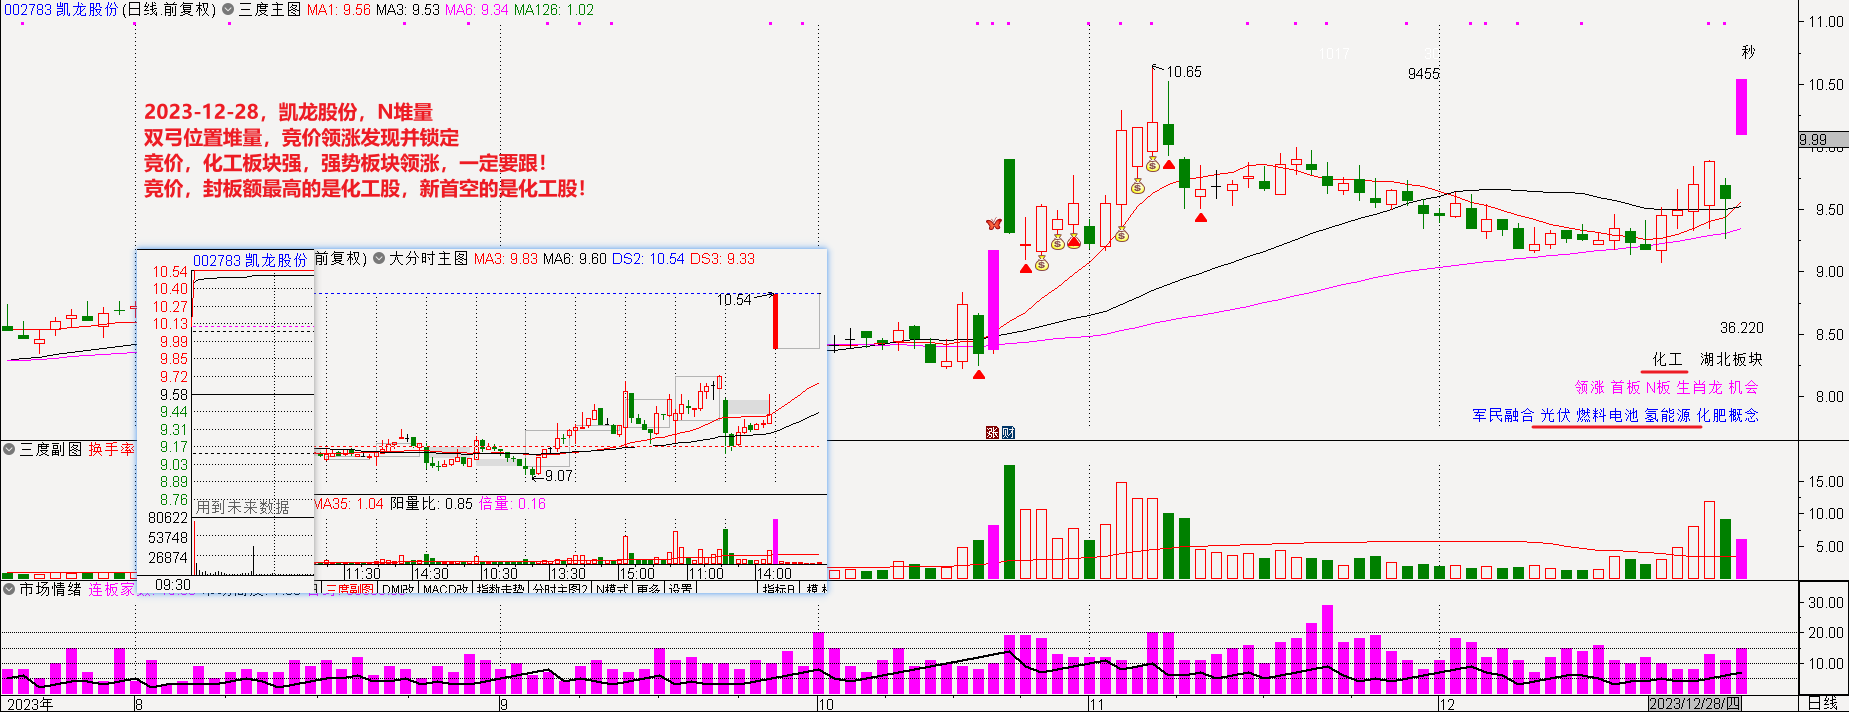 002783 凯龙股份(日线.前复权) 三度主图 MA1: 9.56 MA3: 9.53 MA6: 9.34 MA126: 1.02
11.00
秒
1017
10.65
9455
10.50
2023-12-28，凯龙股份，N堆量
双弓位置堆量，竞价领涨发现并锁定
竞价，化工板块强，强势板块领涨，一定要跟！
竞价，封板额最高的是化工股，新首空的是化工股！
9.99
10.00
9.50
9.00
8.50
8.00
36.220
化工 湖北板块
领涨 首板 N板 生肖龙 机会
军民融合 光伏 燃料电池 氢能源 化肥概念
涨 财
002783 凯龙股份
前复权) 大分时主图 MA3: 9.83 MA6: 9.60 DS2: 10.54 DS3: 9.33
10.54
10.40
10.27
10.13
9.99
9.85
9.72
9.58
9.44
9.31
9.17
9.03
8.89
8.76
10.54
9.07
用到未来数据
80622
53748
26874
09:30
MA35: 1.04 阳量比: 0.85 倍量: 0.16
11:30 14:30 10:30 13:30 15:00 11:00 14:00
三度副图 DMI改 MACD改 指数走势 分时主图2 N模式 更多 设置 指标B 模
三度副图 换手率
15.00
10.00
5.00
市场情绪 连板家
30.00
20.00
10.00
2023年 8 9 10 11 12 2023/12/28/四 日线